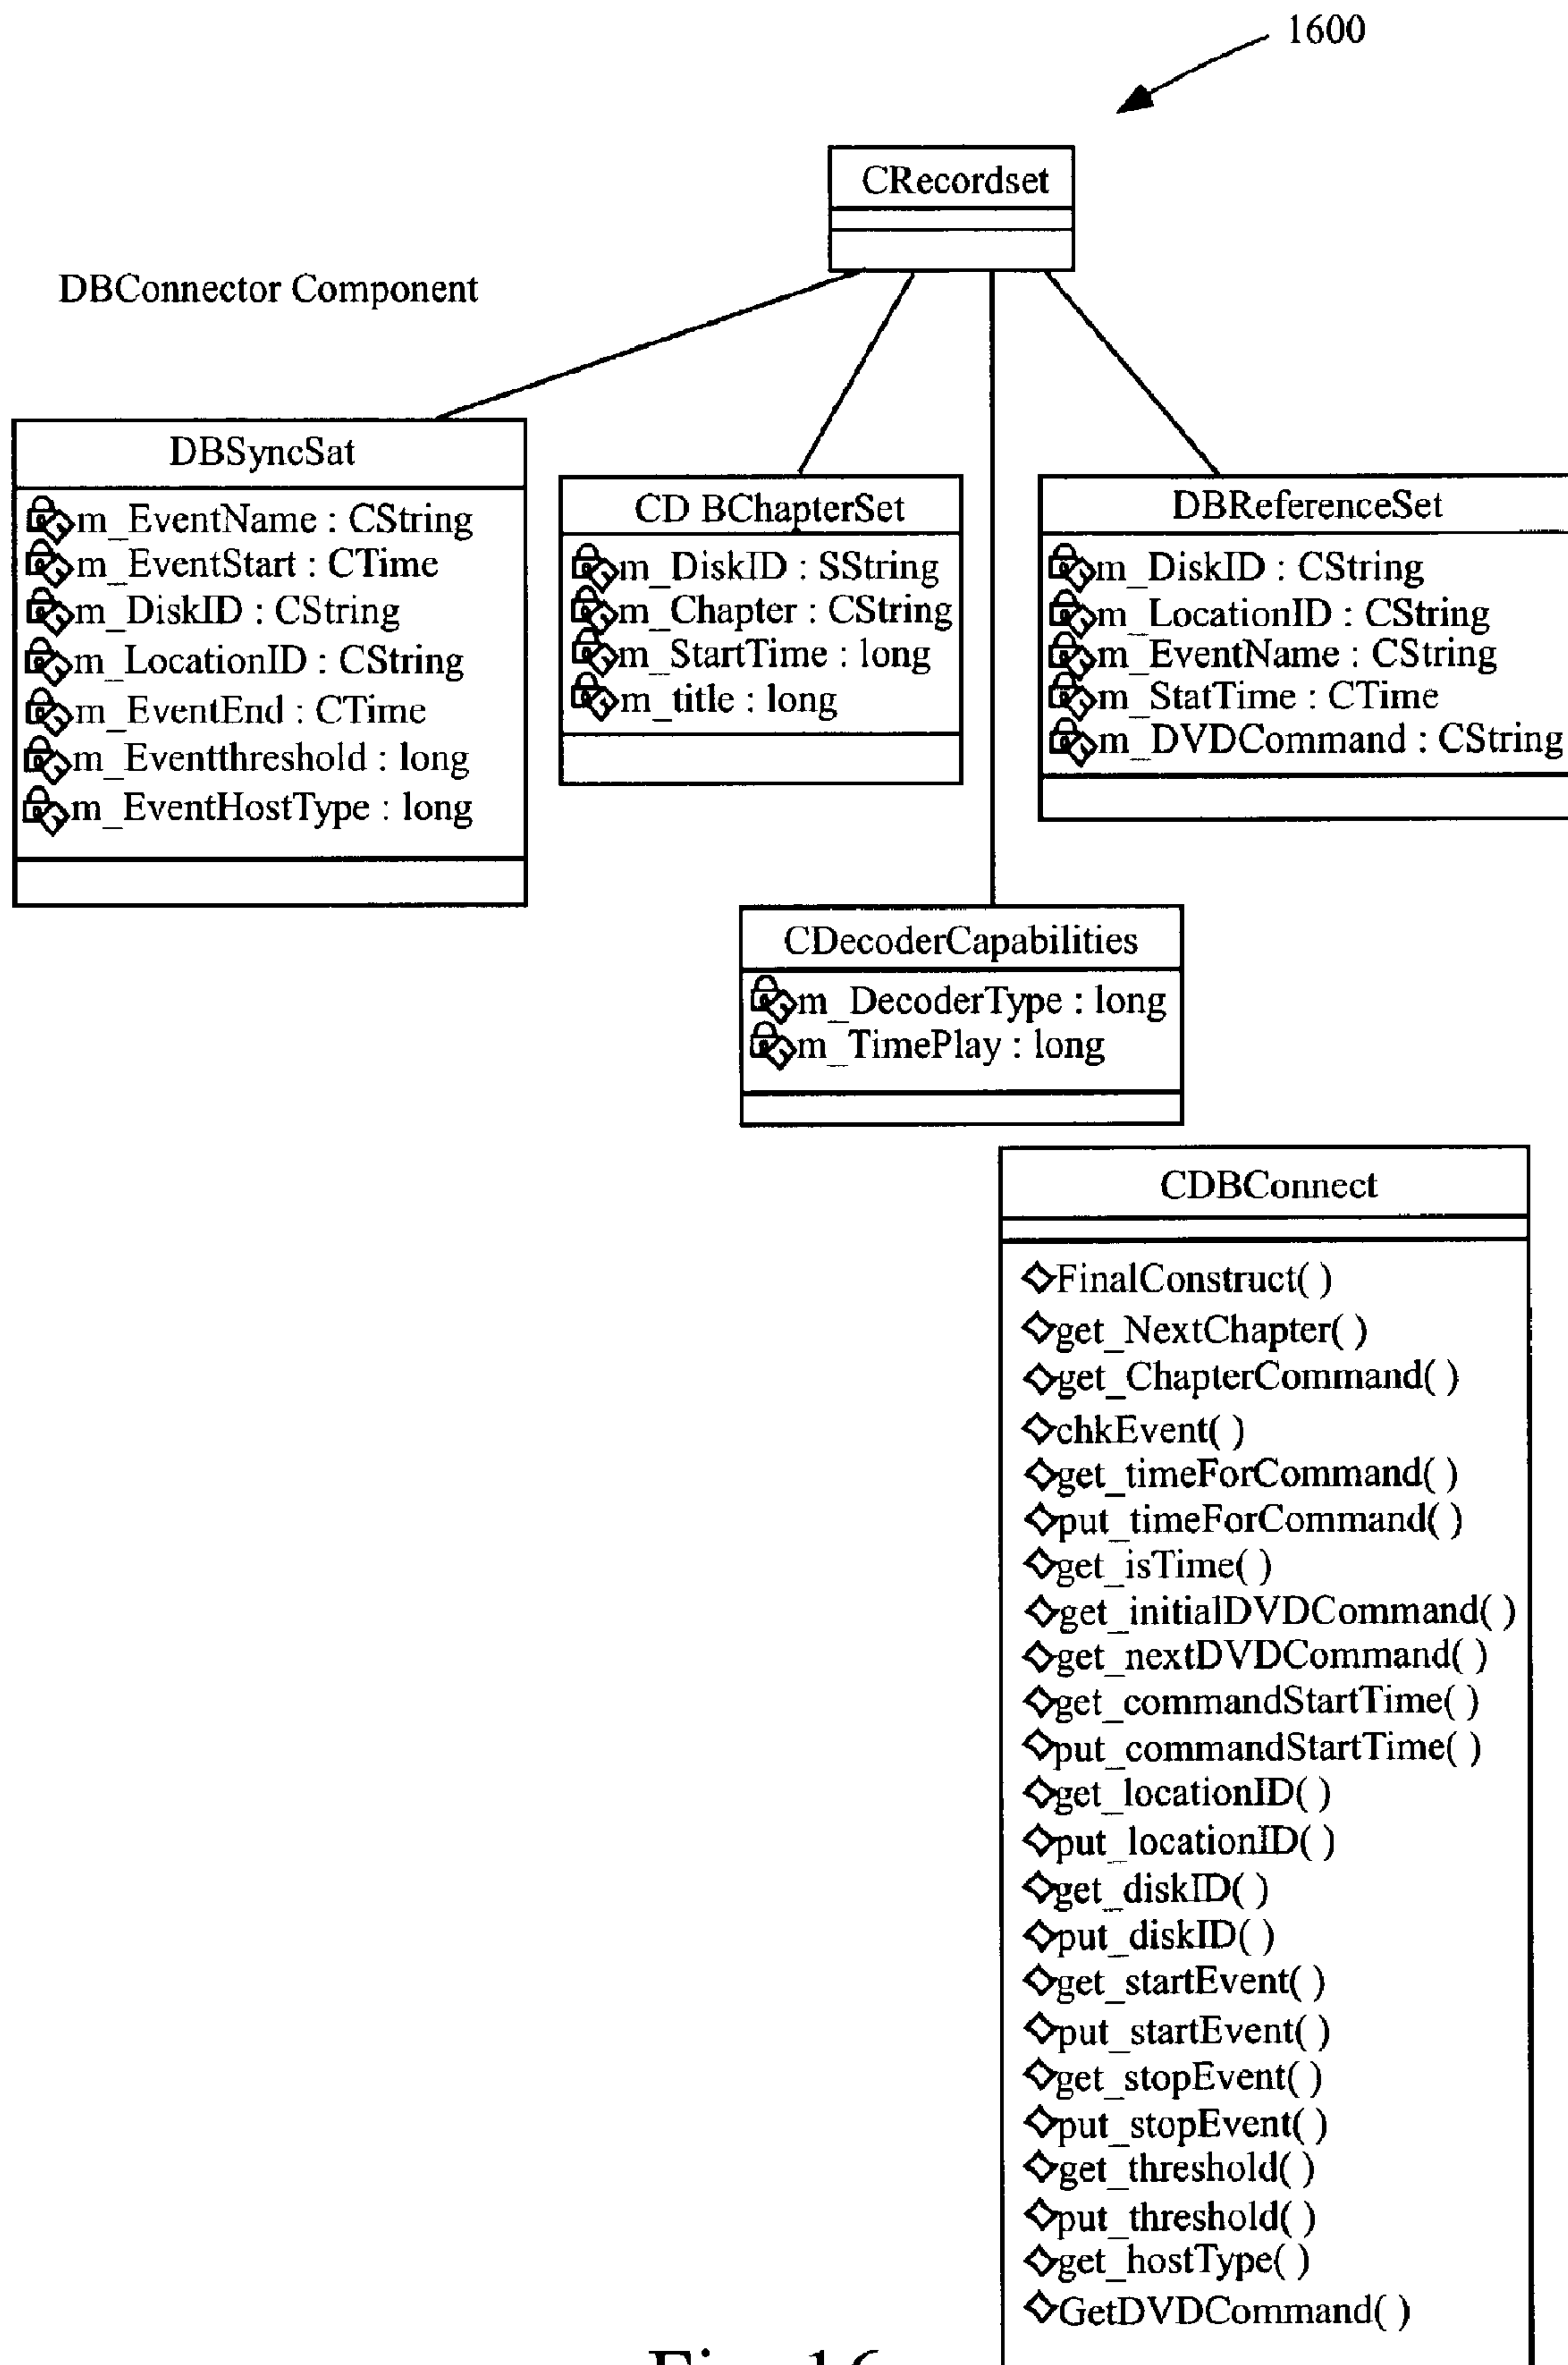 1600
CRecordset
DBConnector Component
DBSyncSat
m_EventName : CString
m_EventStart : CTime
m_DiskID : CString
m_LocationID : CString
m_EventEnd : CTime
m_Eventthreshold : long
m_EventHostType : long
CD BChapterSet
m_DiskID : SString
m_Chapter : CString
m_StartTime : long
m_title : long
DBReferenceSet
m_DiskID : CString
m_LocationID : CString
m_EventName : CString
m_StatTime : CTime
m_DVDCommand : CString
CDecoderCapabilities
m_DecoderType : long
m_TimePlay : long
CDBConnect
FinalConstruct( )
get_NextChapter( )
get_ChapterCommand( )
chkEvent( )
get_timeForCommand( )
put_timeForCommand( )
get_isTime( )
get_initialDVDCommand( )
get_nextDVDCommand( )
get_commandStartTime( )
put_commandStartTime( )
get_locationID( )
put_locationID( )
get_diskID( )
put_diskID( )
get_startEvent( )
put_startEvent( )
get_stopEvent( )
put_stopEvent( )
get_threshold( )
put_threshold( )
get_hostType( )
GetDVDCommand( )
Fig. 16